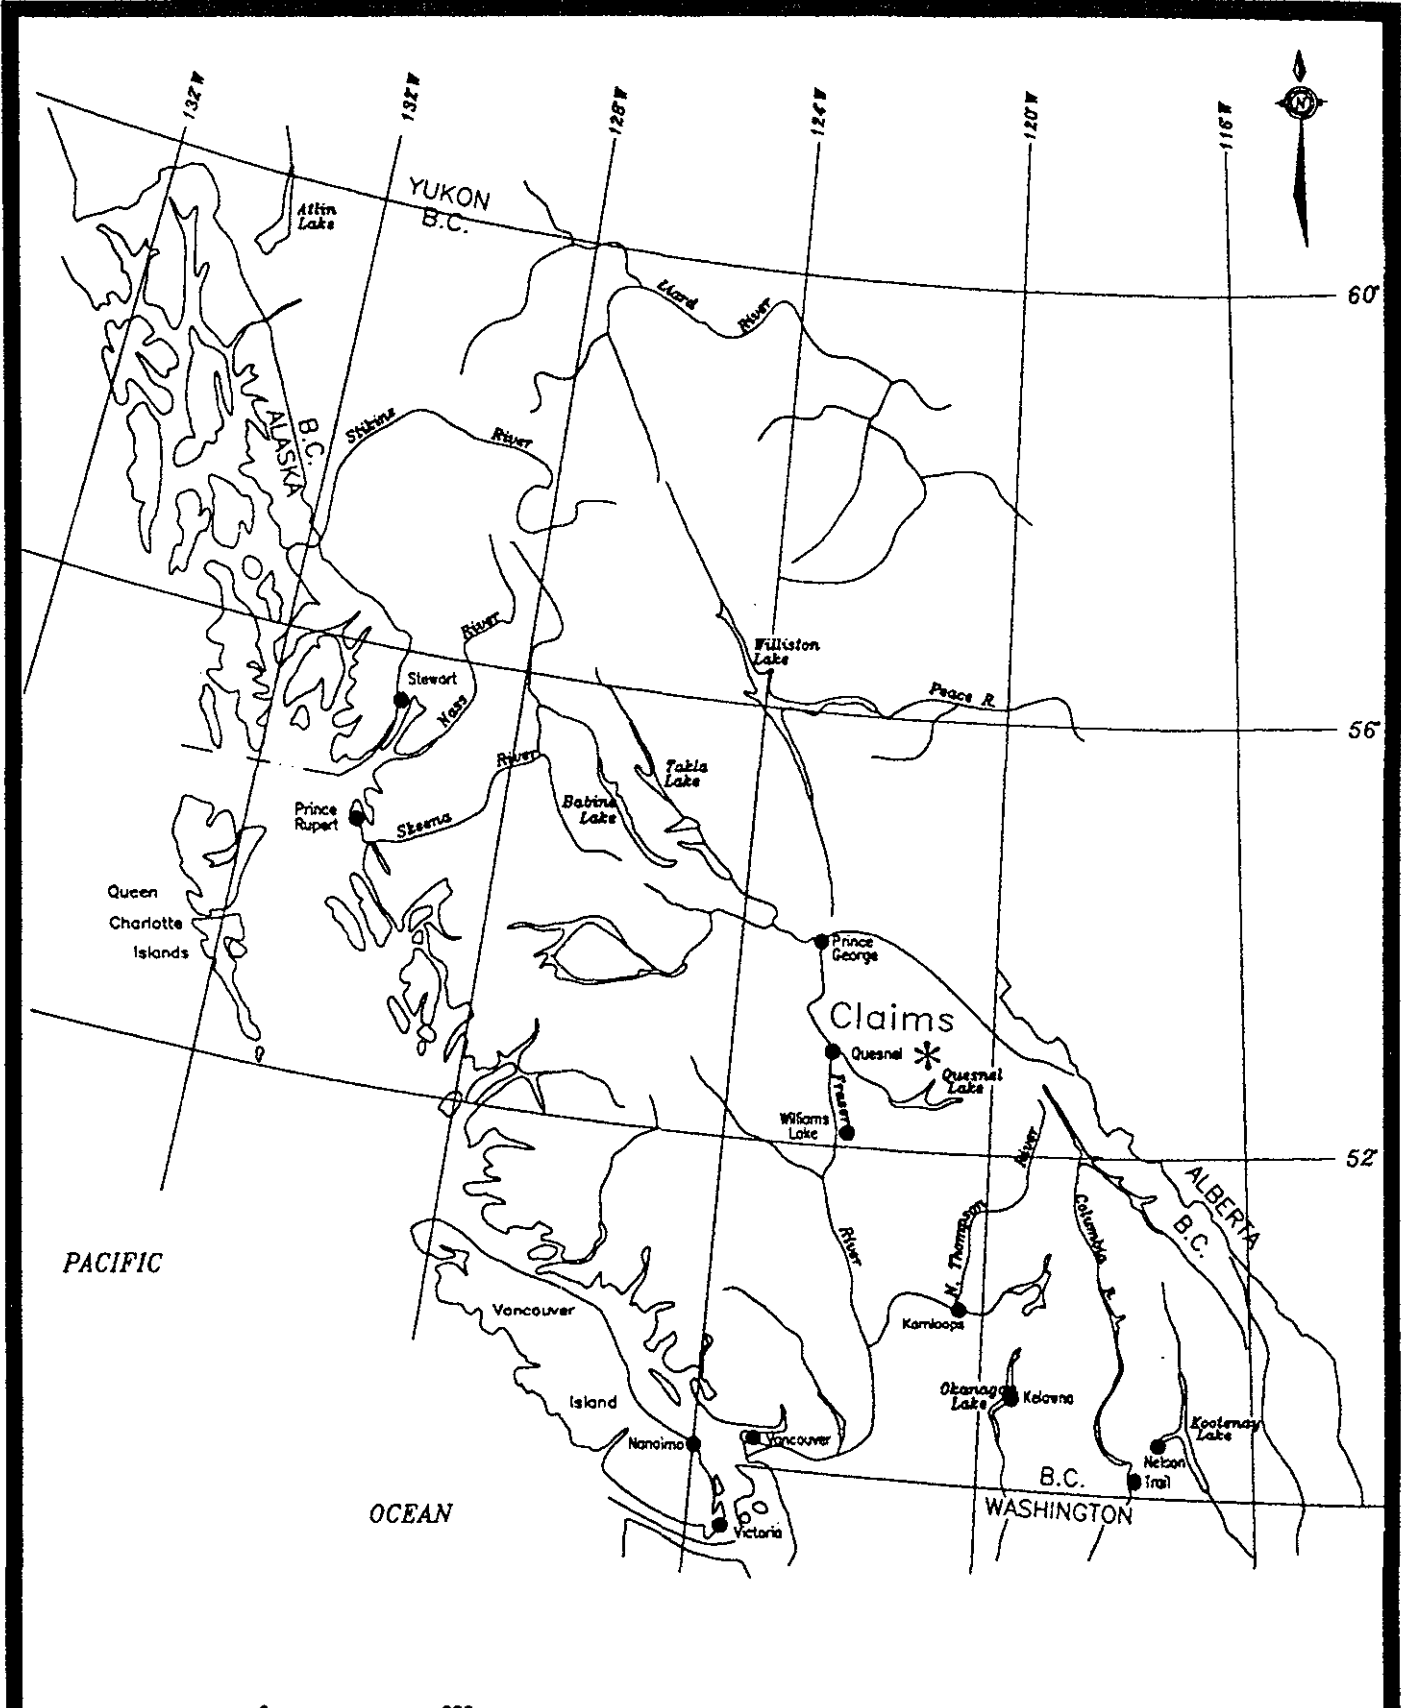 132°W
132°W
128°W
124°W
120°W
116°W
N
YUKON
B.C.
Atlin
Lake
60°
Liard
River
B.C.
ALASKA
Stikine
River
River
Nass
Stewart
Williston
Lake
Peace R.
56°
River
Takla
Lake
Babine
Lake
Prince
Rupert
Skeena
Queen
Charlotte
Islands
Prince
George
Claims
Quesnel
Quesnel
Lake
Fraser
Williams
Lake
River
52°
ALBERTA
B.C.
N. Thompson
Columbia
R.
River
PACIFIC
Vancouver
Kamloops
Island
Okanagan
Lake
Kelowna
Kootenay
Lake
Nanaimo
Vancouver
Nelson
Trail
B.C.
WASHINGTON
OCEAN
Victoria